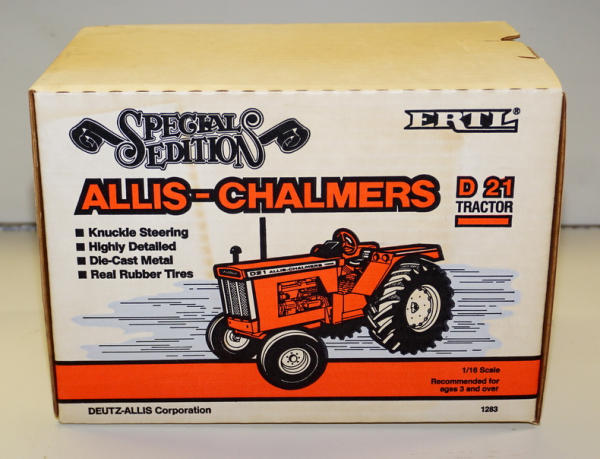 SPECIAL EDITION
ERTL®
ALLIS-CHALMERS
D 21
TRACTOR
■ Knuckle Steering
■ Highly Detailed
■ Die-Cast Metal
■ Real Rubber Tires
D21 ALLIS-CHALMERS
1/16 Scale
Recommended for
ages 3 and over
DEUTZ-ALLIS Corporation
1283